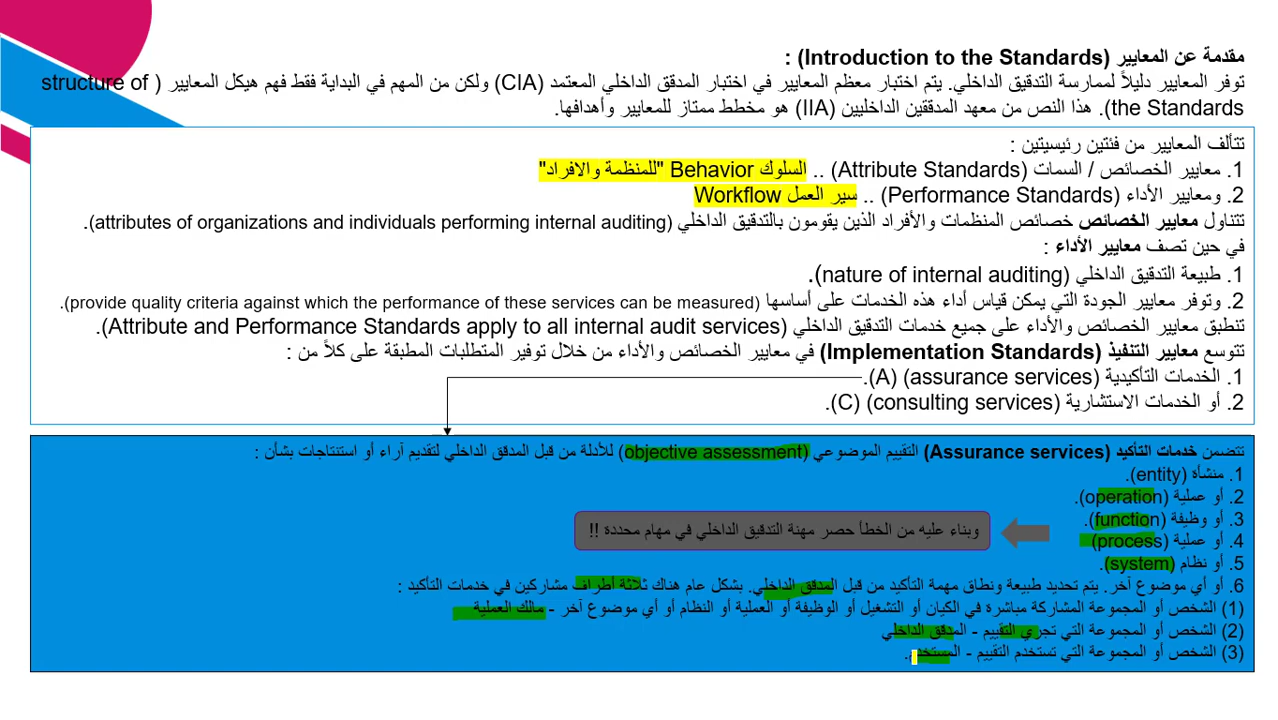 مقدمة عن المعايير (Introduction to the Standards) :
توفر المعايير دليلاً لممارسة التدقيق الداخلي. يتم اختبار معظم المعايير في اختبار المدقق الداخلي المعتمد (CIA) ولكن من المهم في البداية فقط فهم هيكل المعايير ( structure of
the Standards). هذا النص من معهد المدققين الداخليين (IIA) هو مخطط ممتاز للمعايير وأهدافها.
تتألف المعايير من فئتين رئيسيتين :
1. معايير الخصائص / السمات (Attribute Standards) .. السلوك Behavior "للمنظمة والافراد"
2. ومعايير الأداء (Performance Standards) .. سير العمل Workflow
تتناول معايير الخصائص خصائص المنظمات والأفراد الذين يقومون بالتدقيق الداخلي (attributes of organizations and individuals performing internal auditing).
في حين تصف معايير الأداء :
1. طبيعة التدقيق الداخلي (nature of internal auditing).
2. وتوفر معايير الجودة التي يمكن قياس أداء هذه الخدمات على أساسها (provide quality criteria against which the performance of these services can be measured).
تنطبق معايير الخصائص والأداء على جميع خدمات التدقيق الداخلي (Attribute and Performance Standards apply to all internal audit services).
تتوسع معايير التنفيذ (Implementation Standards) في معايير الخصائص والأداء من خلال توفير المتطلبات المطبقة على كلاً من :
1. الخدمات التأكيدية (assurance services) (A).
2. أو الخدمات الاستشارية (consulting services) (C).
تتضمن خدمات التأكيد (Assurance services) التقييم الموضوعي (objective assessment) للأدلة من قبل المدقق الداخلي لتقديم آراء أو استنتاجات بشأن :
1. منشأة (entity).
2. أو عملية (operation).
3. أو وظيفة (function).
4. أو عملية (process)
وبناء عليه من الخطأ حصر مهنة التدقيق الداخلي في مهام محددة !!
5. أو نظام (system).
6. أو أي موضوع آخر. يتم تحديد طبيعة ونطاق مهمة التأكيد من قبل المدقق الداخلي. بشكل عام هناك ثلاثة أطراف مشاركين في خدمات التأكيد :
(1) الشخص أو المجموعة المشاركة مباشرة في الكيان أو التشغيل أو الوظيفة أو العملية أو النظام أو أي موضوع آخر - مالك العملية
(2) الشخص أو المجموعة التي تجري التقييم - المدقق الداخلي
(3) الشخص أو المجموعة التي تستخدم التقييم - المستخدم.